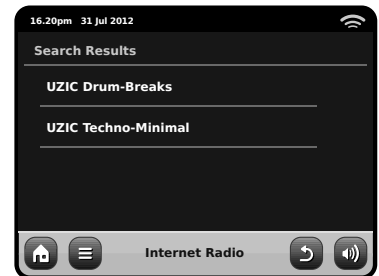 16.20pm 31 Jul 2012
Search Results
UZIC Drum-Breaks
UZIC Techno-Minimal
Internet Radio